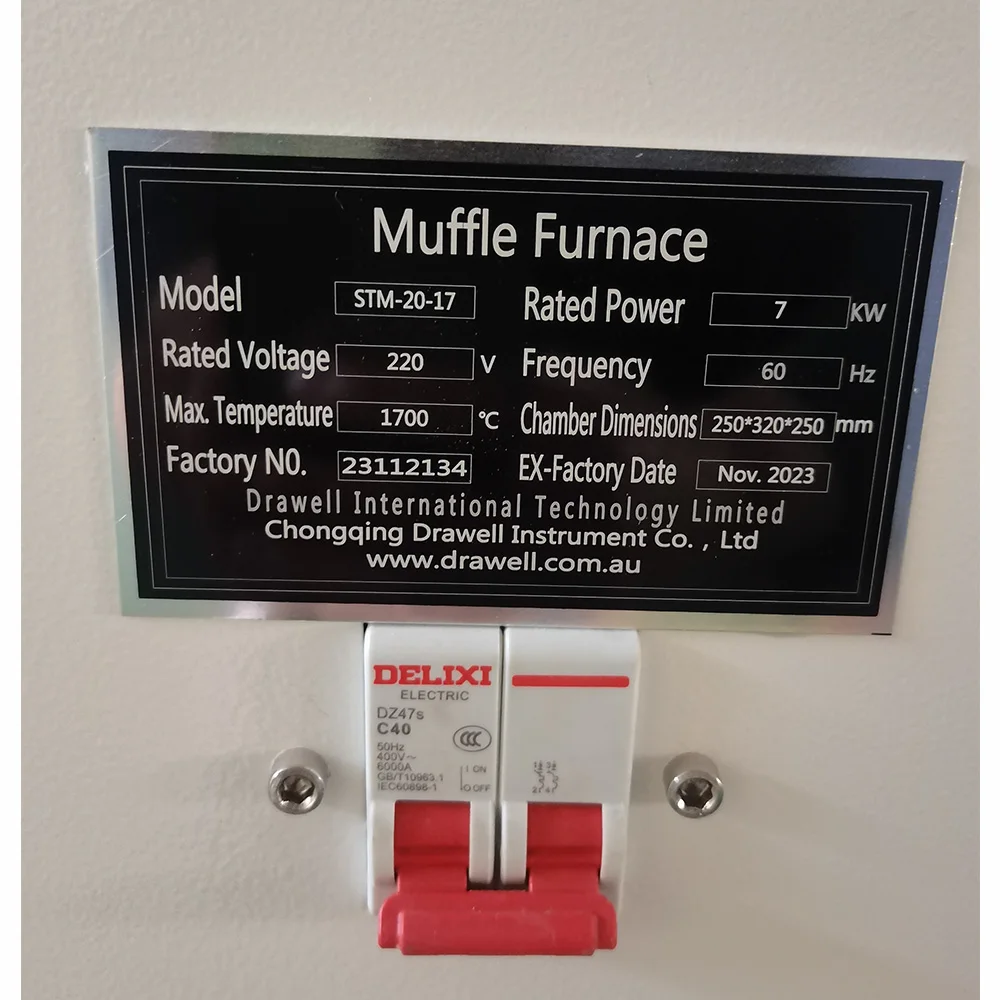 Muffle Furnace
Model STM-20-17 Rated Power 7 KW
Rated Voltage 220 V Frequency 60 Hz
Max. Temperature 1700 ℃ Chamber Dimensions 250*320*250 mm
Factory N0. 23112134 EX-Factory Date Nov. 2023
Drawell International Technology Limited
Chongqing Drawell Instrument Co. , Ltd
www.drawell.com.au
DELIXI
ELECTRIC
DZ47s
C40
CCC
50Hz
400V~
6000A
GB/T10963.1
IEC60898-1
I ON
O OFF